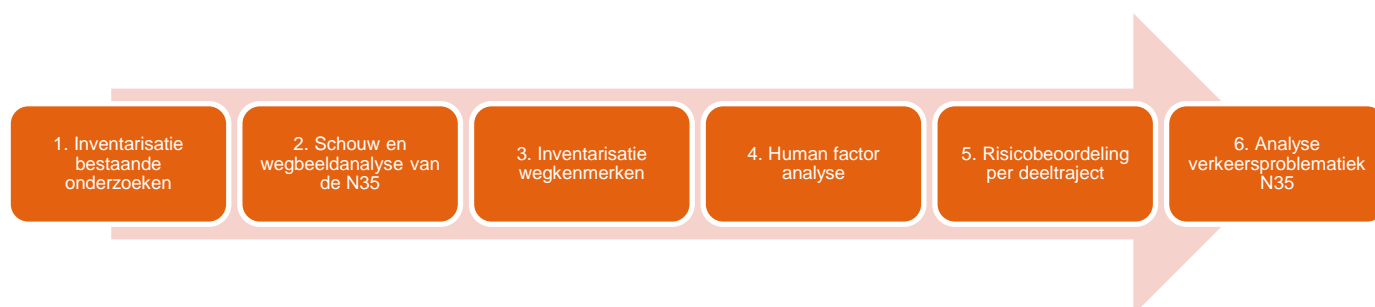 1. Inventarisatie
bestaande
onderzoeken
2. Schouw en
wegbeeldanalyse van
de N35
3. Inventarisatie
wegkenmerken
4. Human factor
analyse
5. Risicobeoordeling
per deeltraject
6. Analyse
verkeersproblematiek
N35